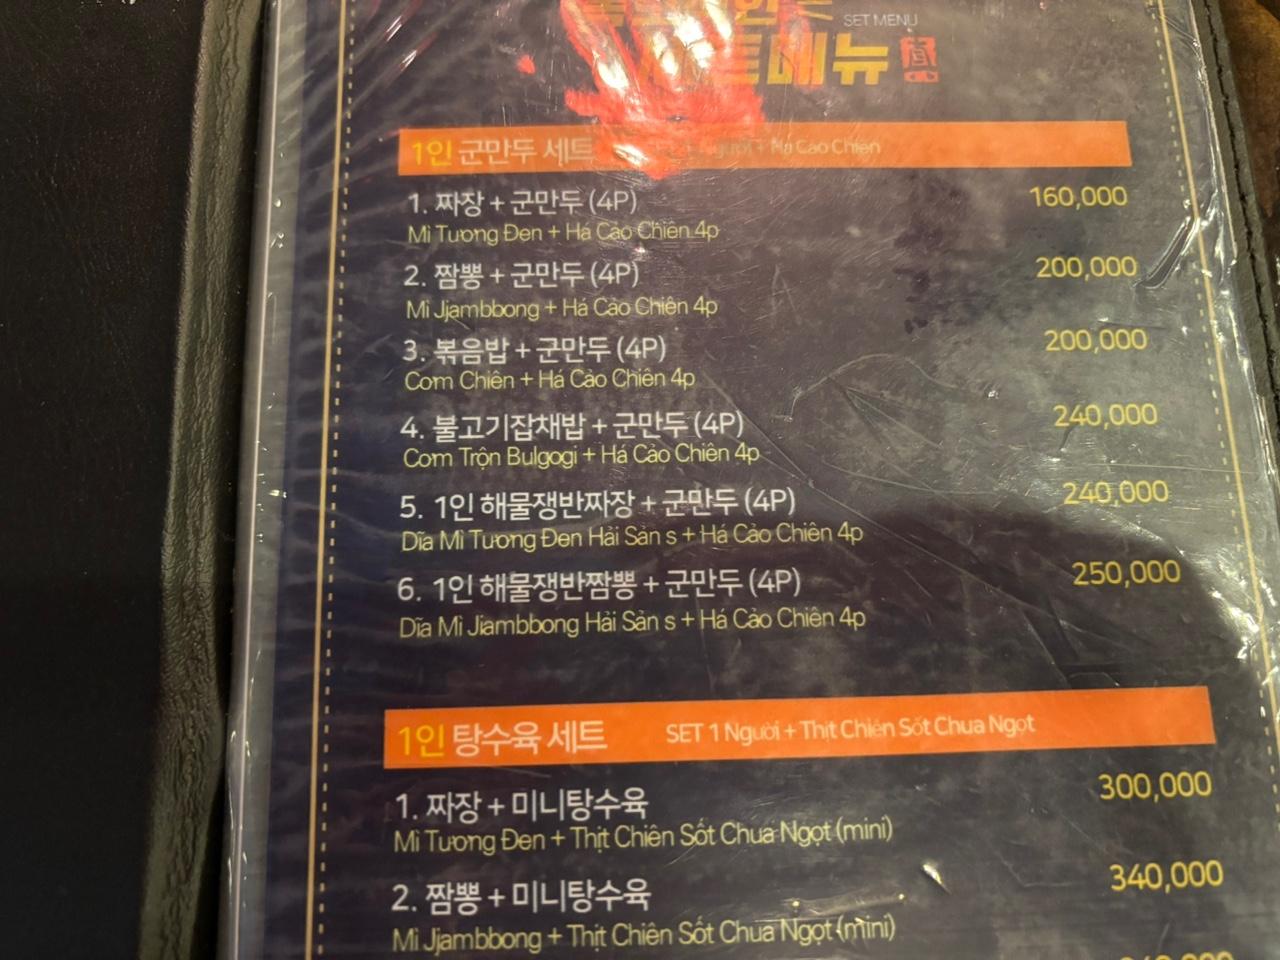 SET MENU
세트메뉴
1인 군만두 세트 Người + Há Cảo Chiên
1. 짜장 + 군만두 (4P) 160,000
Mì Tương Đen + Há Cảo Chiên 4p
2. 짬뽕 + 군만두 (4P) 200,000
Mì Jjambbong + Há Cảo Chiên 4p
3. 볶음밥 + 군만두 (4P) 200,000
Cơm Chiên + Há Cảo Chiên 4p
4. 불고기잡채밥 + 군만두 (4P) 240,000
Cơm Trộn Bulgogi + Há Cảo Chiên 4p
5. 1인 해물쟁반짜장 + 군만두 (4P) 240,000
Dĩa Mì Tương Đen Hải Sản s + Há Cảo Chiên 4p
6. 1인 해물쟁반짬뽕 + 군만두 (4P) 250,000
Dĩa Mì Jiambbong Hải Sản s + Há Cảo Chiên 4p
1인 탕수육 세트 SET 1 Người + Thịt Chiên Sốt Chua Ngọt
1. 짜장 + 미니탕수육 300,000
Mì Tương Đen + Thịt Chiên Sốt Chua Ngọt (mini)
2. 짬뽕 + 미니탕수육 340,000
Mì Jjambbong + Thịt Chiên Sốt Chua Ngọt (mini)